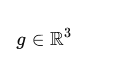 g ∈ ℝ³